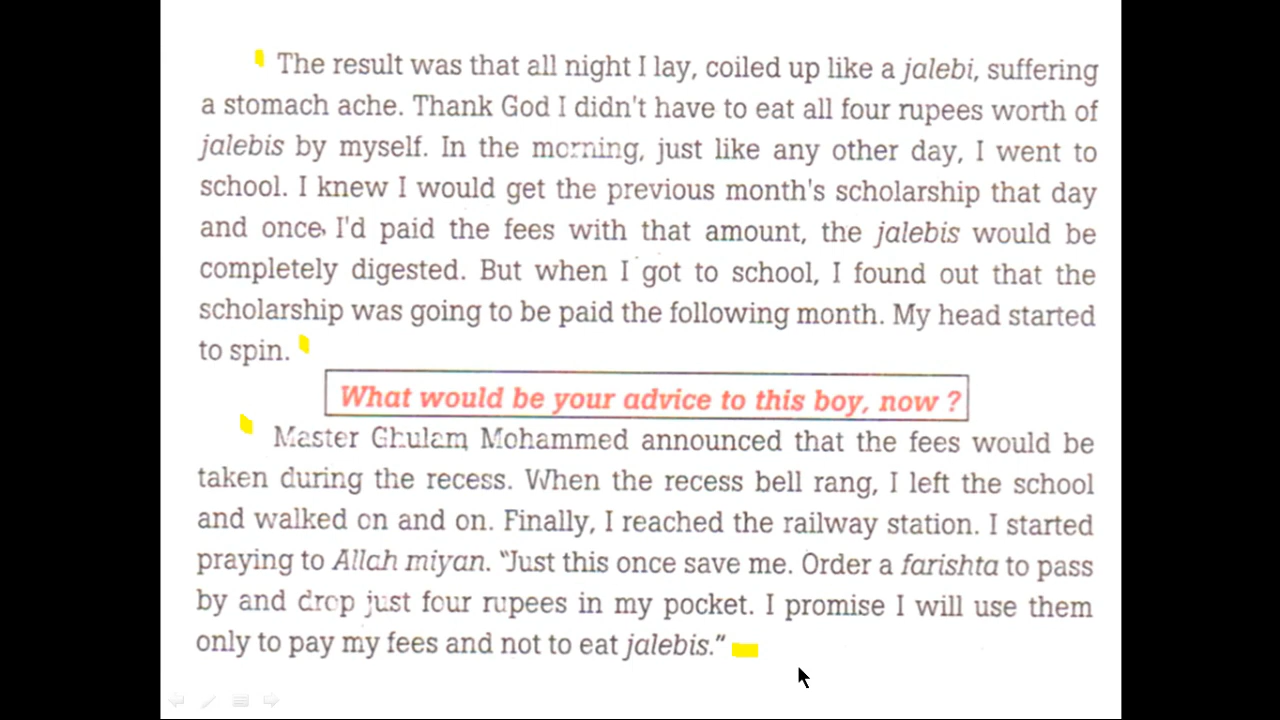 The result was that all night I lay, coiled up like a jalebi, suffering
a stomach ache. Thank God I didn't have to eat all four rupees worth of
jalebis by myself. In the morning, just like any other day, I went to
school. I knew I would get the previous month's scholarship that day
and once I'd paid the fees with that amount, the jalebis would be
completely digested. But when I got to school, I found out that the
scholarship was going to be paid the following month. My head started
to spin.
What would be your advice to this boy, now ?
Master Ghulam Mohammed announced that the fees would be
taken during the recess. When the recess bell rang, I left the school
and walked on and on. Finally, I reached the railway station. I started
praying to Allah miyan. “Just this once save me. Order a farishta to pass
by and drop just four rupees in my pocket. I promise I will use them
only to pay my fees and not to eat jalebis.”